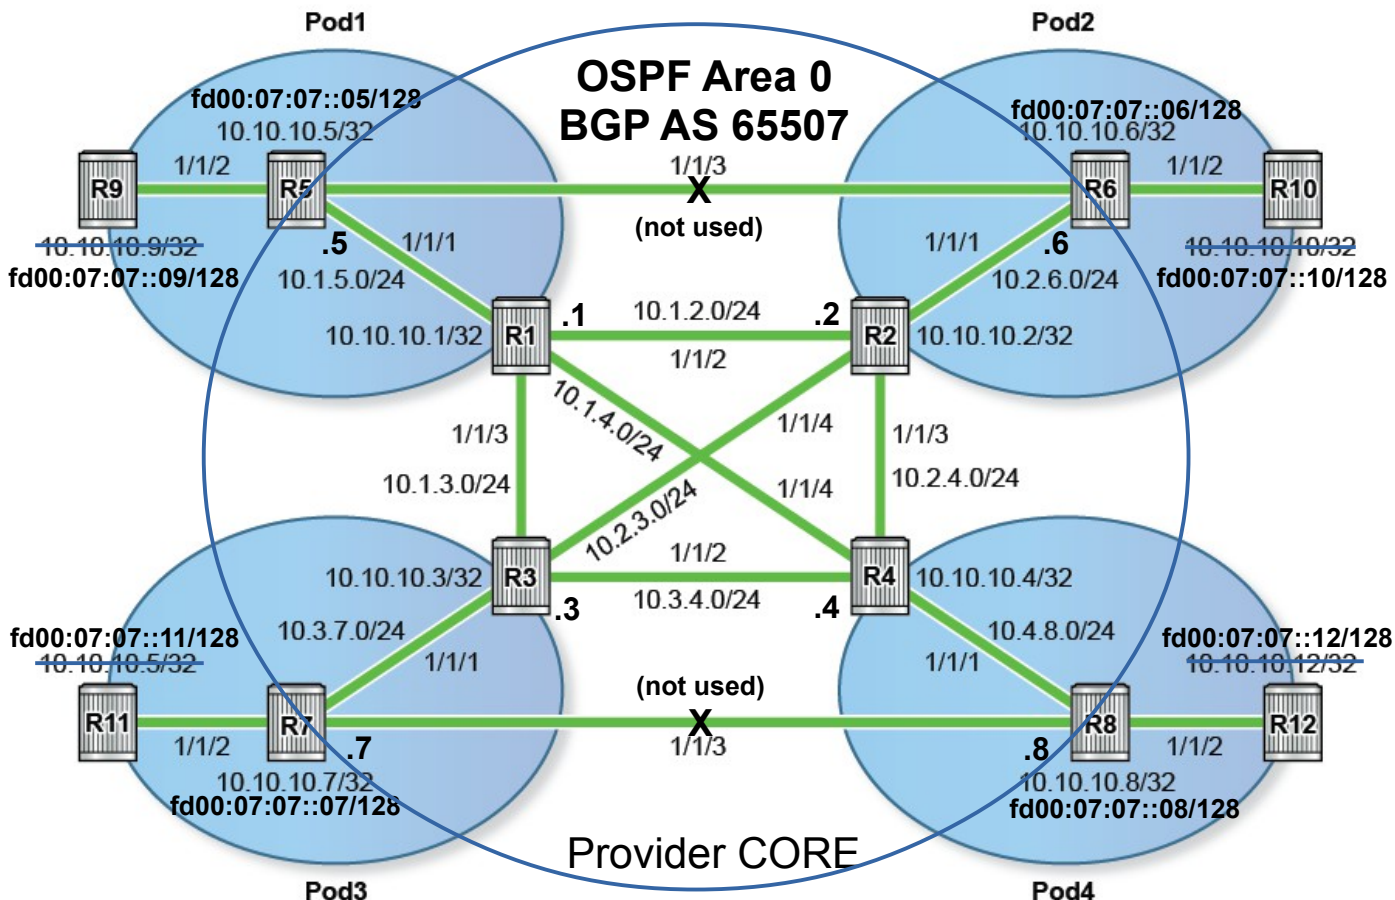 Pod1
Pod2
OSPF Area 0
BGP AS 65507
fd00:07:07::05/128
10.10.10.5/32
fd00:07:07::06/128
10.10.10.6/32
1/1/2
1/1/3
1/1/2
R9
R5
X
R6
R10
(not used)
10.10.10.9/32
fd00:07:07::09/128
.5
1/1/1
1/1/1
.6
10.10.10.10/32
fd00:07:07::10/128
10.1.5.0/24
10.2.6.0/24
10.10.10.1/32
R1
.1
10.1.2.0/24
.2
R2
10.10.10.2/32
1/1/2
10.1.4.0/24
1/1/3
1/1/4
1/1/3
10.1.3.0/24
10.2.3.0/24
1/1/4
10.2.4.0/24
10.10.10.3/32
R3
1/1/2
R4
10.10.10.4/32
.3
10.3.4.0/24
.4
fd00:07:07::11/128
10.10.10.5/32
10.3.7.0/24
1/1/1
10.4.8.0/24
1/1/1
fd00:07:07::12/128
10.10.10.12/32
(not used)
R11
R7
X
R8
R12
1/1/2
.7
1/1/3
.8
1/1/2
10.10.10.7/32
fd00:07:07::07/128
10.10.10.8/32
fd00:07:07::08/128
Provider CORE
Pod3
Pod4